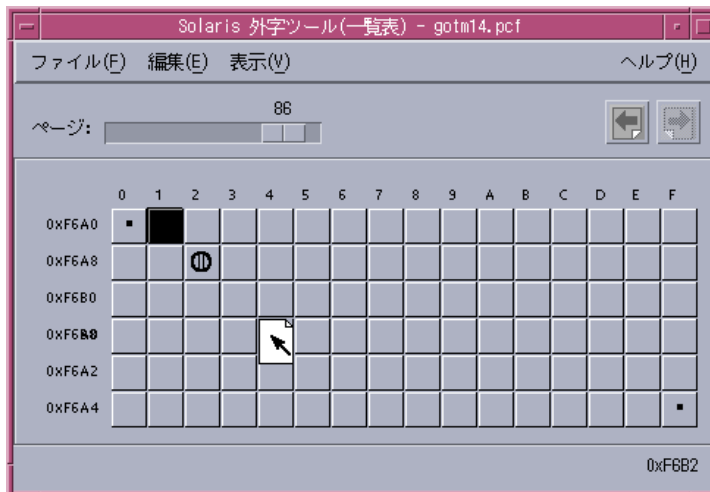 Solaris 外字ツール(一覧表) - gotm14.pcf
ファイル(F) 編集(E) 表示(V) ヘルプ(H)
86
ページ:
0 1 2 3 4 5 6 7 8 9 A B C D E F
0xF6A0
0xF6A8
0xF6B0
0xF6A2
0xF6A4
0xF6B2